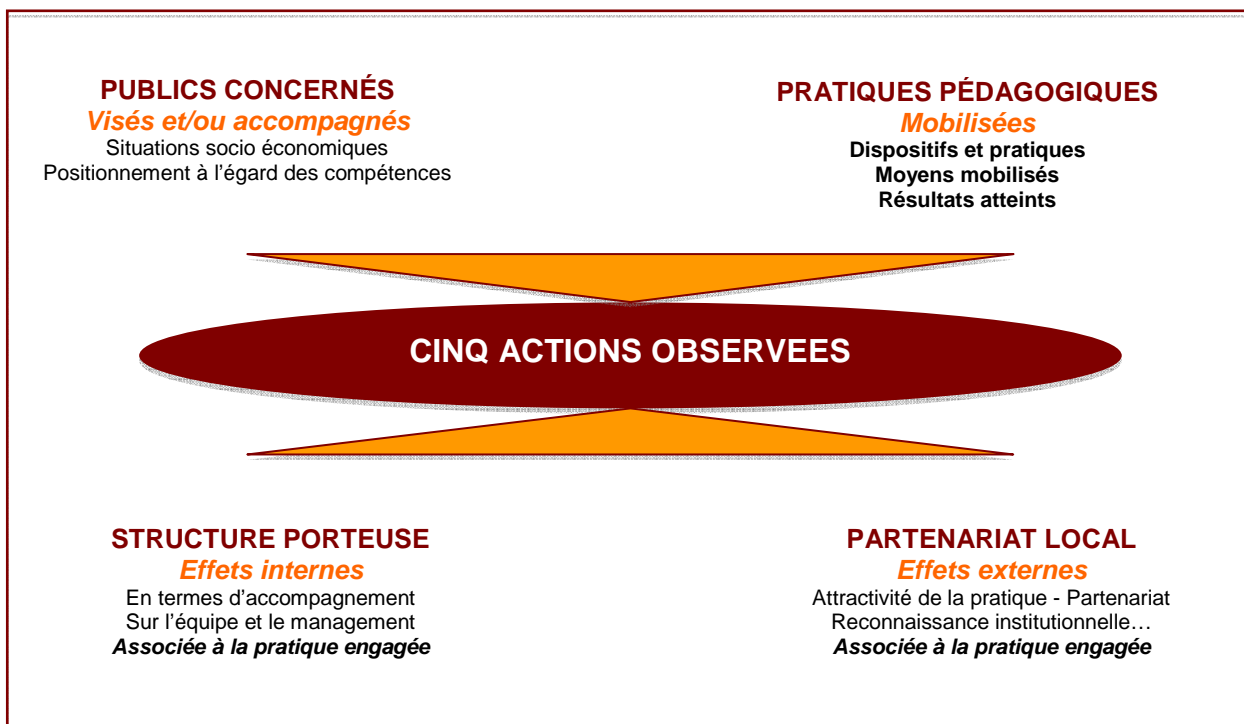 PUBLICS CONCERNÉS
Visés et/ou accompagnés
Situations socio économiques
Positionnement à l'égard des compétences
PRATIQUES PÉDAGOGIQUES
Mobilisées
Dispositifs et pratiques
Moyens mobilisés
Résultats atteints
CINQ ACTIONS OBSERVEES
STRUCTURE PORTEUSE
Effets internes
En termes d'accompagnement
Sur l'équipe et le management
Associée à la pratique engagée
PARTENARIAT LOCAL
Effets externes
Attractivité de la pratique - Partenariat
Reconnaissance institutionnelle…
Associée à la pratique engagée